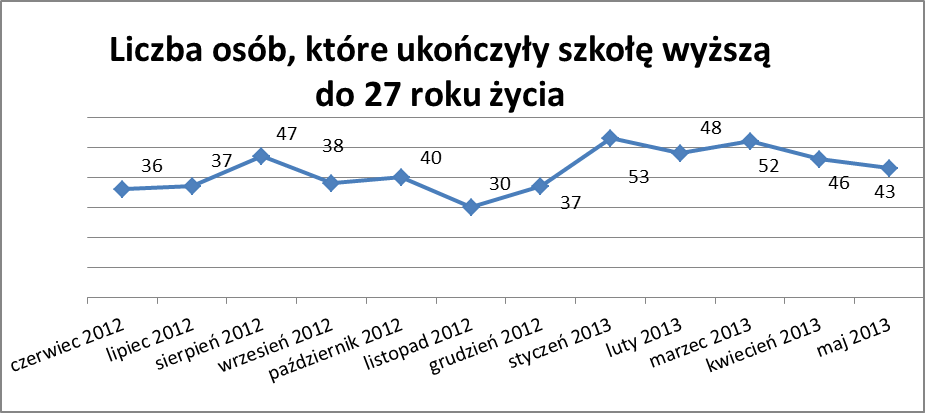 Liczba osób, które ukończyły szkołę wyższą
do 27 roku życia
36
37
47
38
40
30
37
53
48
52
46
43
czerwiec 2012
lipiec 2012
sierpień 2012
wrzesień 2012
październik 2012
listopad 2012
grudzień 2012
styczeń 2013
luty 2013
marzec 2013
kwiecień 2013
maj 2013